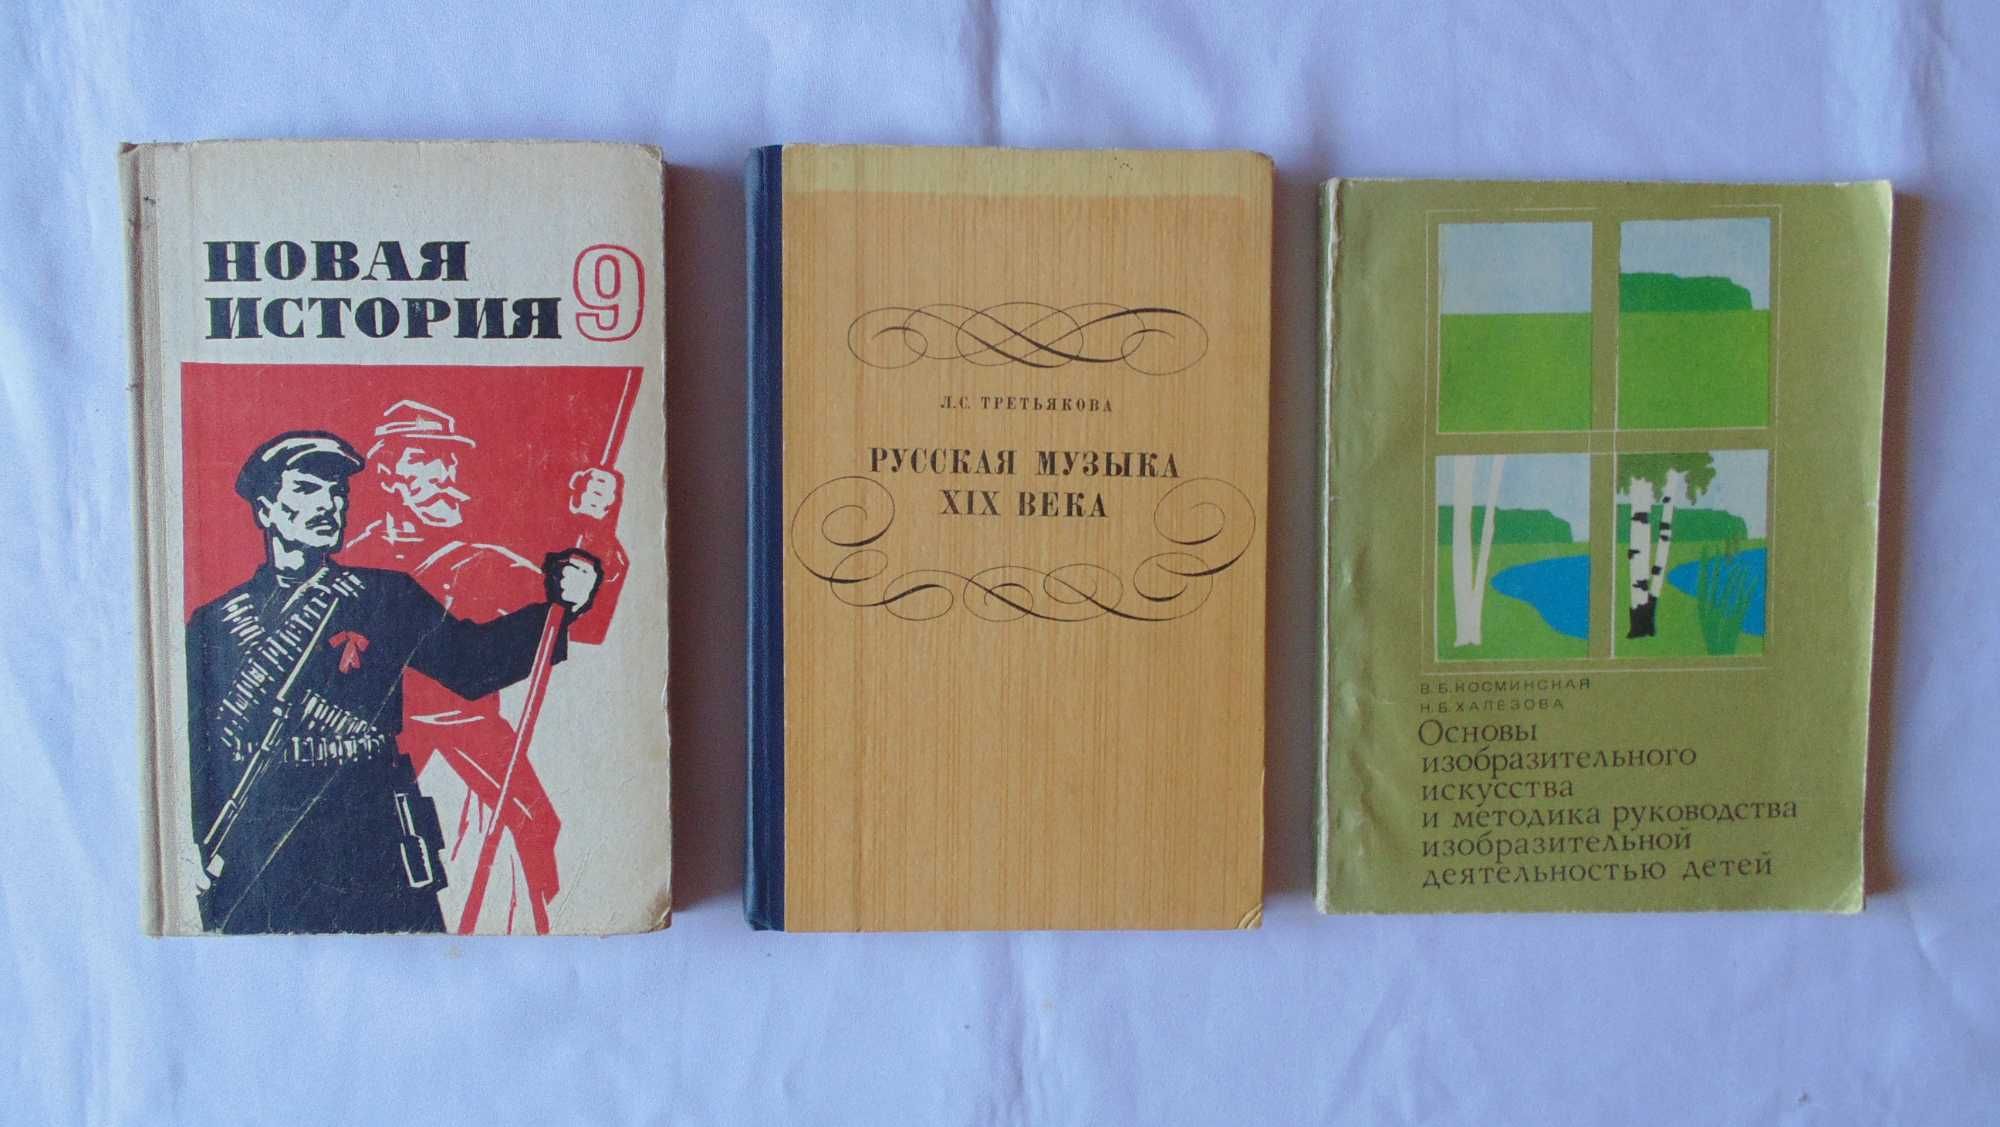 НОВАЯ
ИСТОРИЯ 9
Л.С. ТРЕТЬЯКОВА
РУССКАЯ МУЗЫКА
XIX ВЕКА
В.Б.КОСМИНСКАЯ
Н.Б.ХАЛЕЗОВА
Основы
изобразительного
искусства
и методика руководства
изобразительной
деятельностью детей